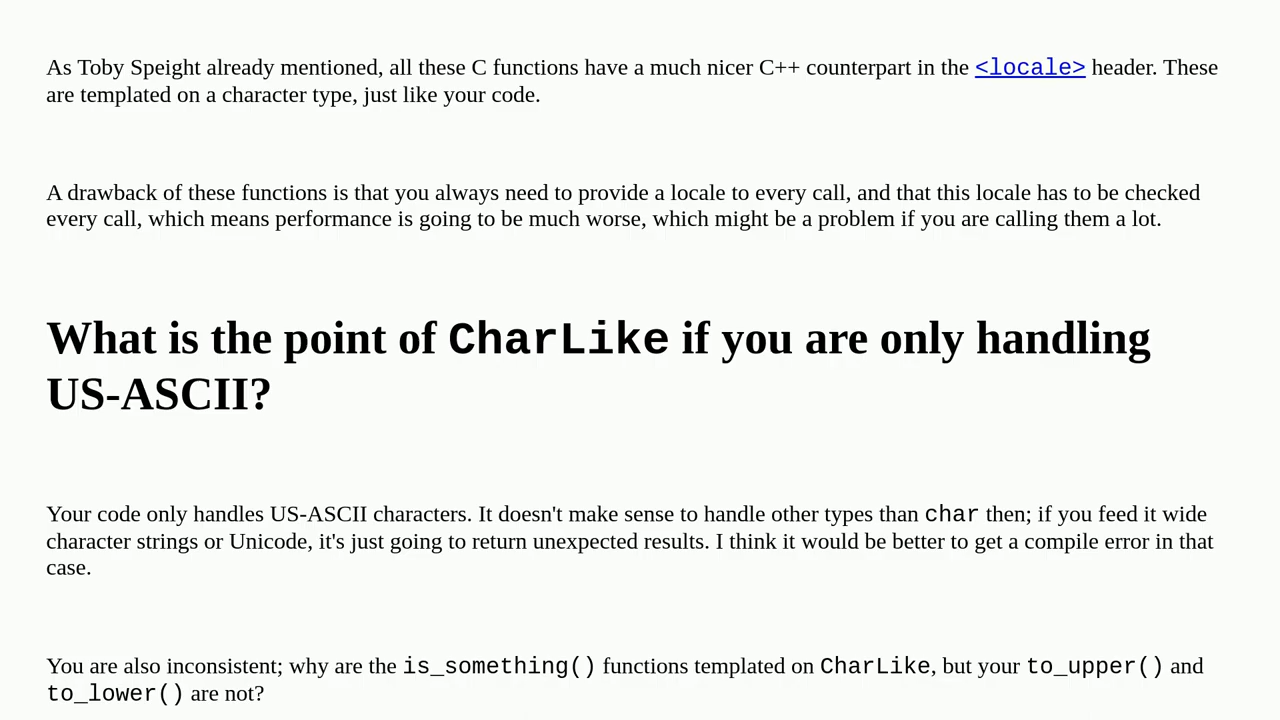 As Toby Speight already mentioned, all these C functions have a much nicer C++ counterpart in the <locale> header. These
are templated on a character type, just like your code.
A drawback of these functions is that you always need to provide a locale to every call, and that this locale has to be checked
every call, which means performance is going to be much worse, which might be a problem if you are calling them a lot.
What is the point of CharLike if you are only handling
US-ASCII?
Your code only handles US-ASCII characters. It doesn't make sense to handle other types than char then; if you feed it wide
character strings or Unicode, it's just going to return unexpected results. I think it would be better to get a compile error in that
case.
You are also inconsistent; why are the is_something() functions templated on CharLike, but your to_upper() and
to_lower() are not?